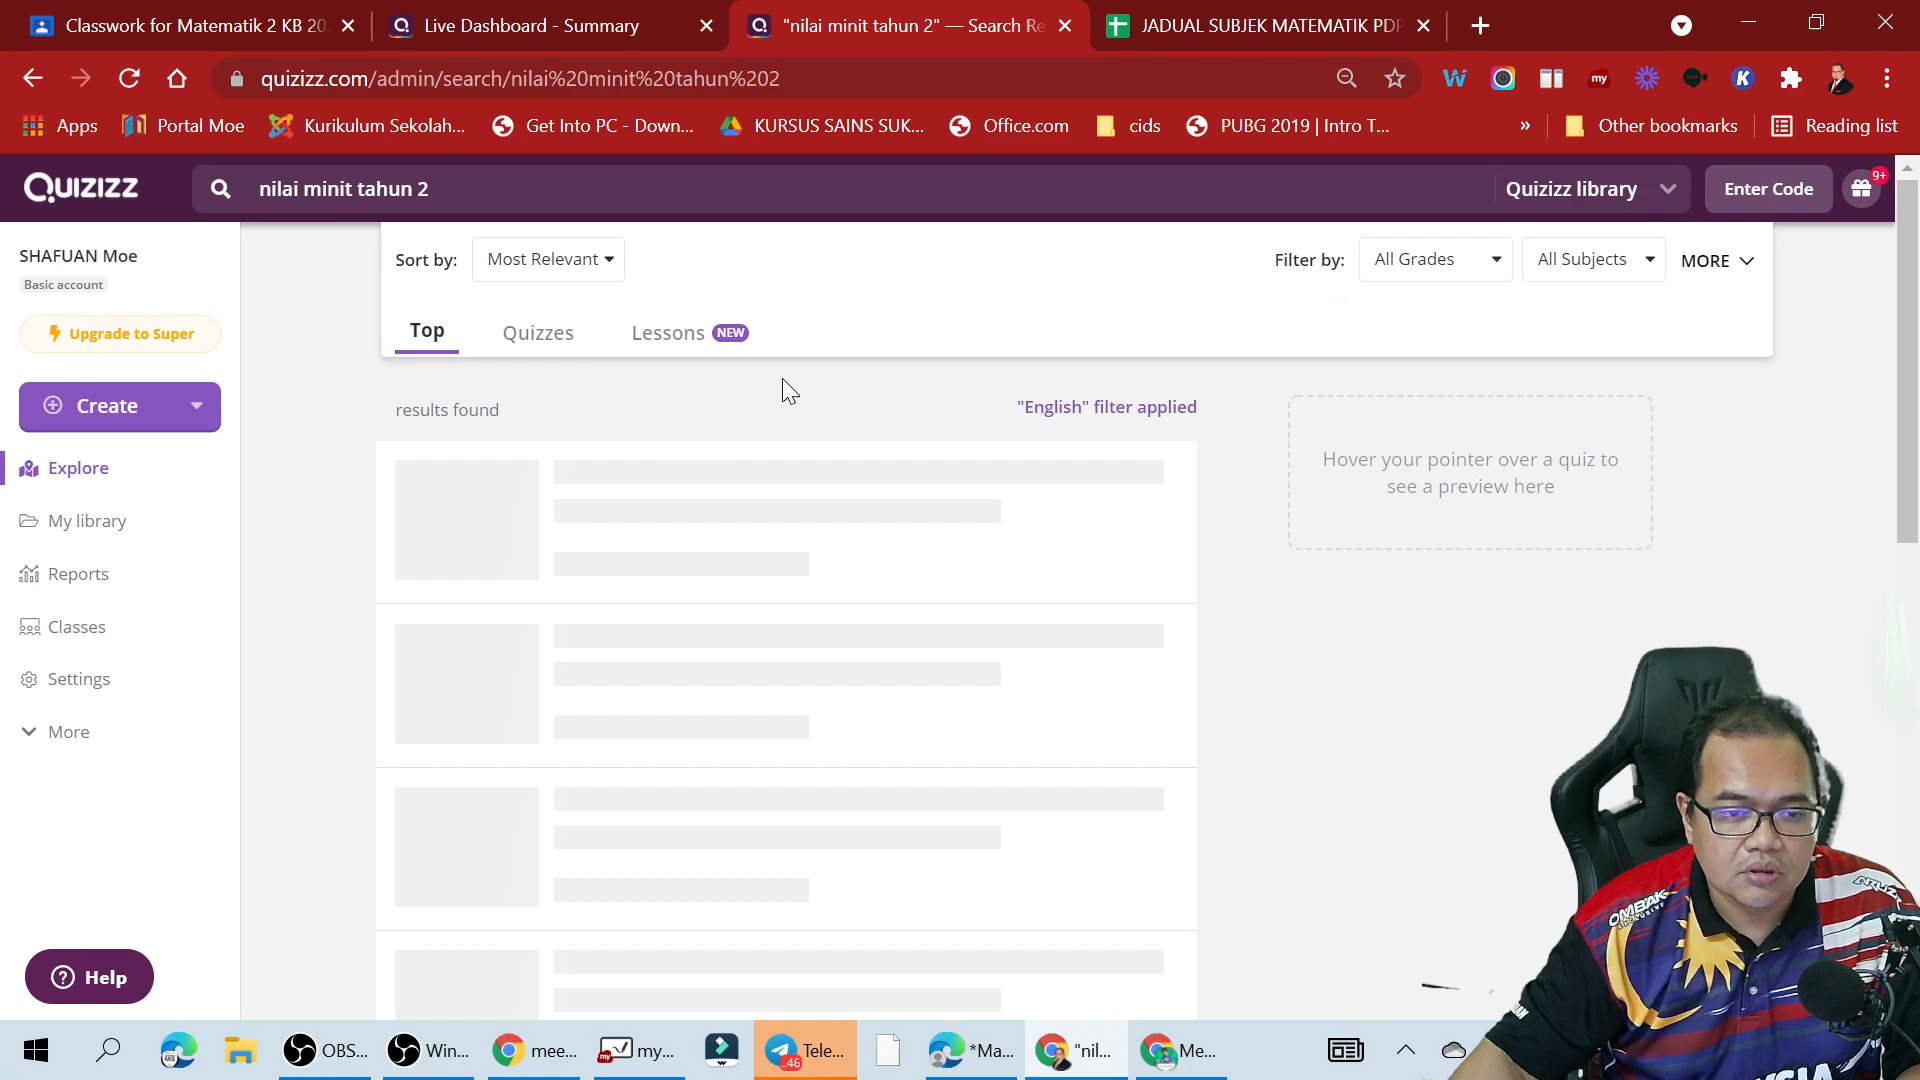 Classwork for Matematik 2 KB 20
Live Dashboard - Summary
"nilai minit tahun 2" — Search Re
JADUAL SUBJEK MATEMATIK PDP
quizizz.com/admin/search/nilai%20minit%20tahun%202
Apps
Portal Moe
Kurikulum Sekolah...
Get Into PC - Down...
KURSUS SAINS SUK...
Office.com
cids
PUBG 2019 | Intro T...
»
Other bookmarks
Reading list
QUIZIZZ
nilai minit tahun 2
Quizizz library
Enter Code
9+
SHAFUAN Moe
Basic account
Upgrade to Super
Create
Explore
My library
Reports
Classes
Settings
More
Help
Sort by:
Most Relevant
Filter by:
All Grades
All Subjects
MORE
Top
Quizzes
Lessons NEW
results found
"English" filter applied
Hover your pointer over a quiz to
see a preview here
OMBAK
ARUZ
OBS...
Win...
mee...
my...
Tele...
..46
*Ma...
"nil...
Me...